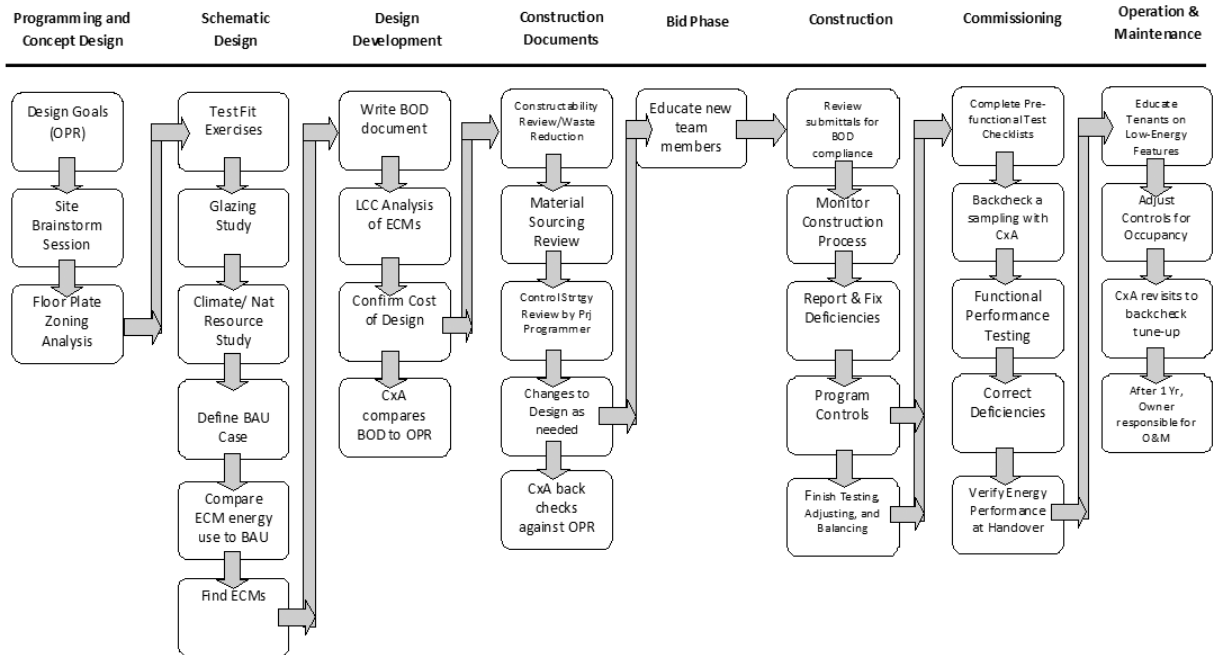 Programming and
Concept Design
Schematic
Design
Design
Development
Construction
Documents
Bid Phase
Construction
Commissioning
Operation &
Maintenance
Design Goals
(OPR)
Site
Brainstorm
Session
Floor Plate
Zoning
Analysis
Test Fit
Exercises
Glazing
Study
Climate/ Nat
Resource
Study
Define BAU
Case
Compare
ECM energy
use to BAU
Find ECMs
Write BOD
document
LCC Analysis
of ECMs
Confirm Cost
of Design
CxA
compares
BOD to OPR
Constructability
Review/Waste
Reduction
Material
Sourcing
Review
Control Strtgy
Review by Prj
Programmer
Changes to
Design as
needed
CxA back
checks
against OPR
Educate new
team
members
Review
submittals for
BOD
compliance
Monitor
Construction
Process
Report & Fix
Deficiencies
Program
Controls
Finish Testing,
Adjusting, and
Balancing
Complete Pre-
functional Test
Checklists
Backcheck a
sampling with
CxA
Functional
Performance
Testing
Correct
Deficiencies
Verify Energy
Performance
at Handover
Educate
Tenants on
Low-Energy
Features
Adjust
Controls for
Occupancy
CxA revisits to
backcheck
tune-up
After 1 Yr,
Owner
responsible for
O&M